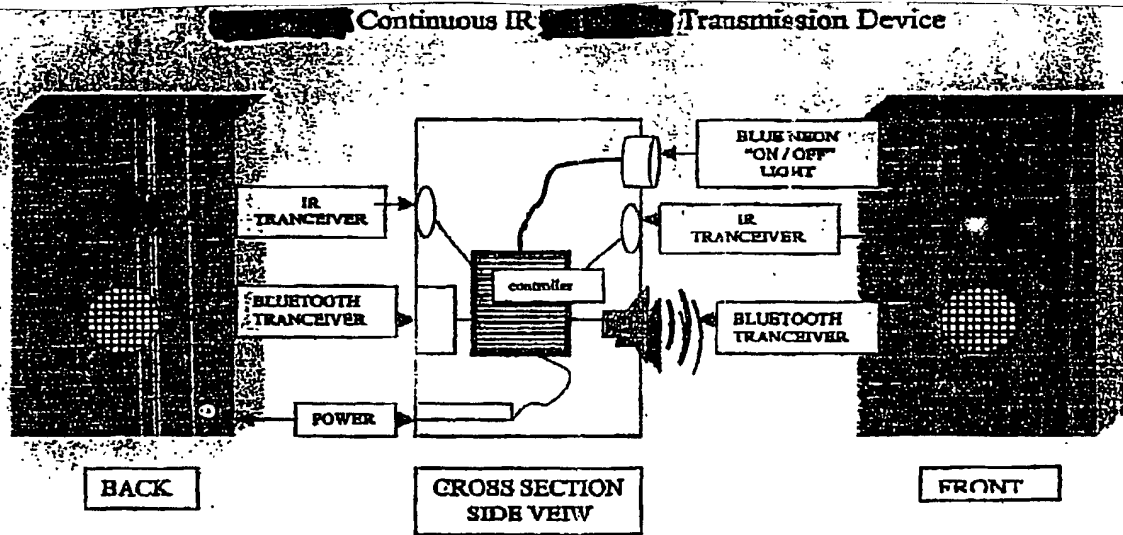 Continuous IR Transmission Device
BLUE NEON
"ON / OFF"
LIGHT
IR
TRANCEIVER
IR
TRANCEIVER
controller
BLUETOOTH
TRANCEIVER
BLUETOOTH
TRANCEIVER
POWER
BACK
CROSS SECTION
SIDE VEIW
FRONT